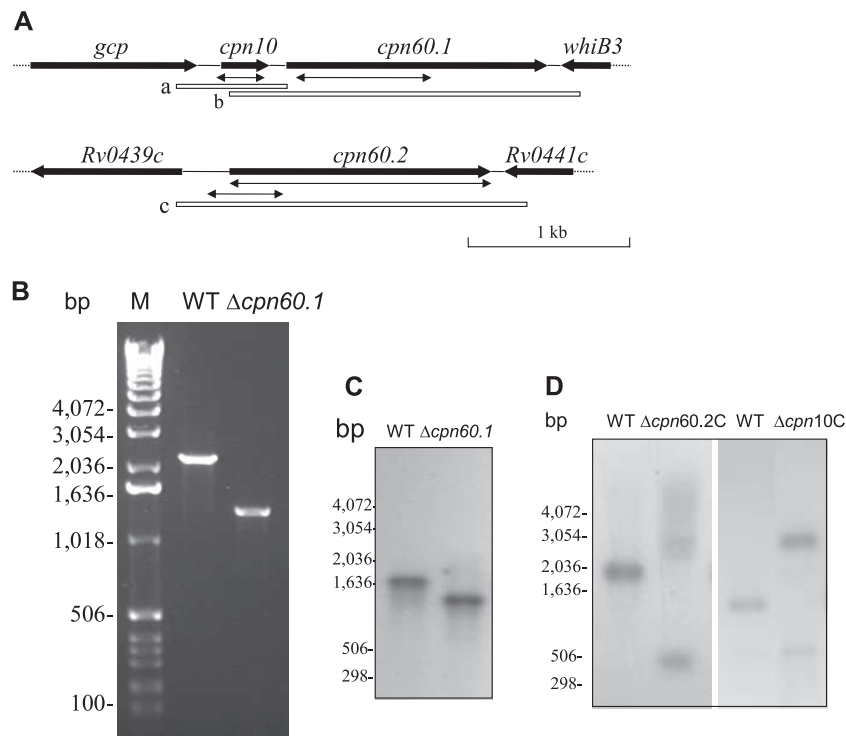 A
gcp cpn10 cpn60.1 whiB3
a
b
Rv0439c cpn60.2 Rv0441c
c
1 kb
B
bp M WT Δcpn60.1
4,072-
3,054-
2,036-
1,636-
1,018-
506-
100-
C
bp WT Δcpn60.1
4,072-
3,054-
2,036-
1,636-
506-
298-
D
bp WT Δcpn60.2C WT Δcpn10C
4,072-
3,054-
2,036-
1,636-
506-
298-